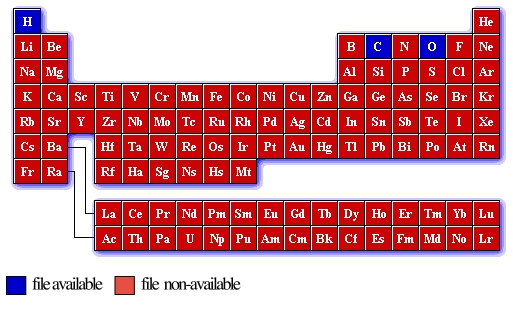 H He
Li Be B C N O F Ne
Na Mg Al Si P S Cl Ar
K Ca Sc Ti V Cr Mn Fe Co Ni Cu Zn Ga Ge As Se Br Kr
Rb Sr Y Zr Nb Mo Tc Ru Rh Pd Ag Cd In Sn Sb Te I Xe
Cs Ba Hf Ta W Re Os Ir Pt Au Hg Tl Pb Bi Po At Rn
Fr Ra Rf Ha Sg Ns Hs Mt
La Ce Pr Nd Pm Sm Eu Gd Tb Dy Ho Er Tm Yb Lu
Ac Th Pa U Np Pu Am Cm Bk Cf Es Fm Md No Lr
file available file non-available